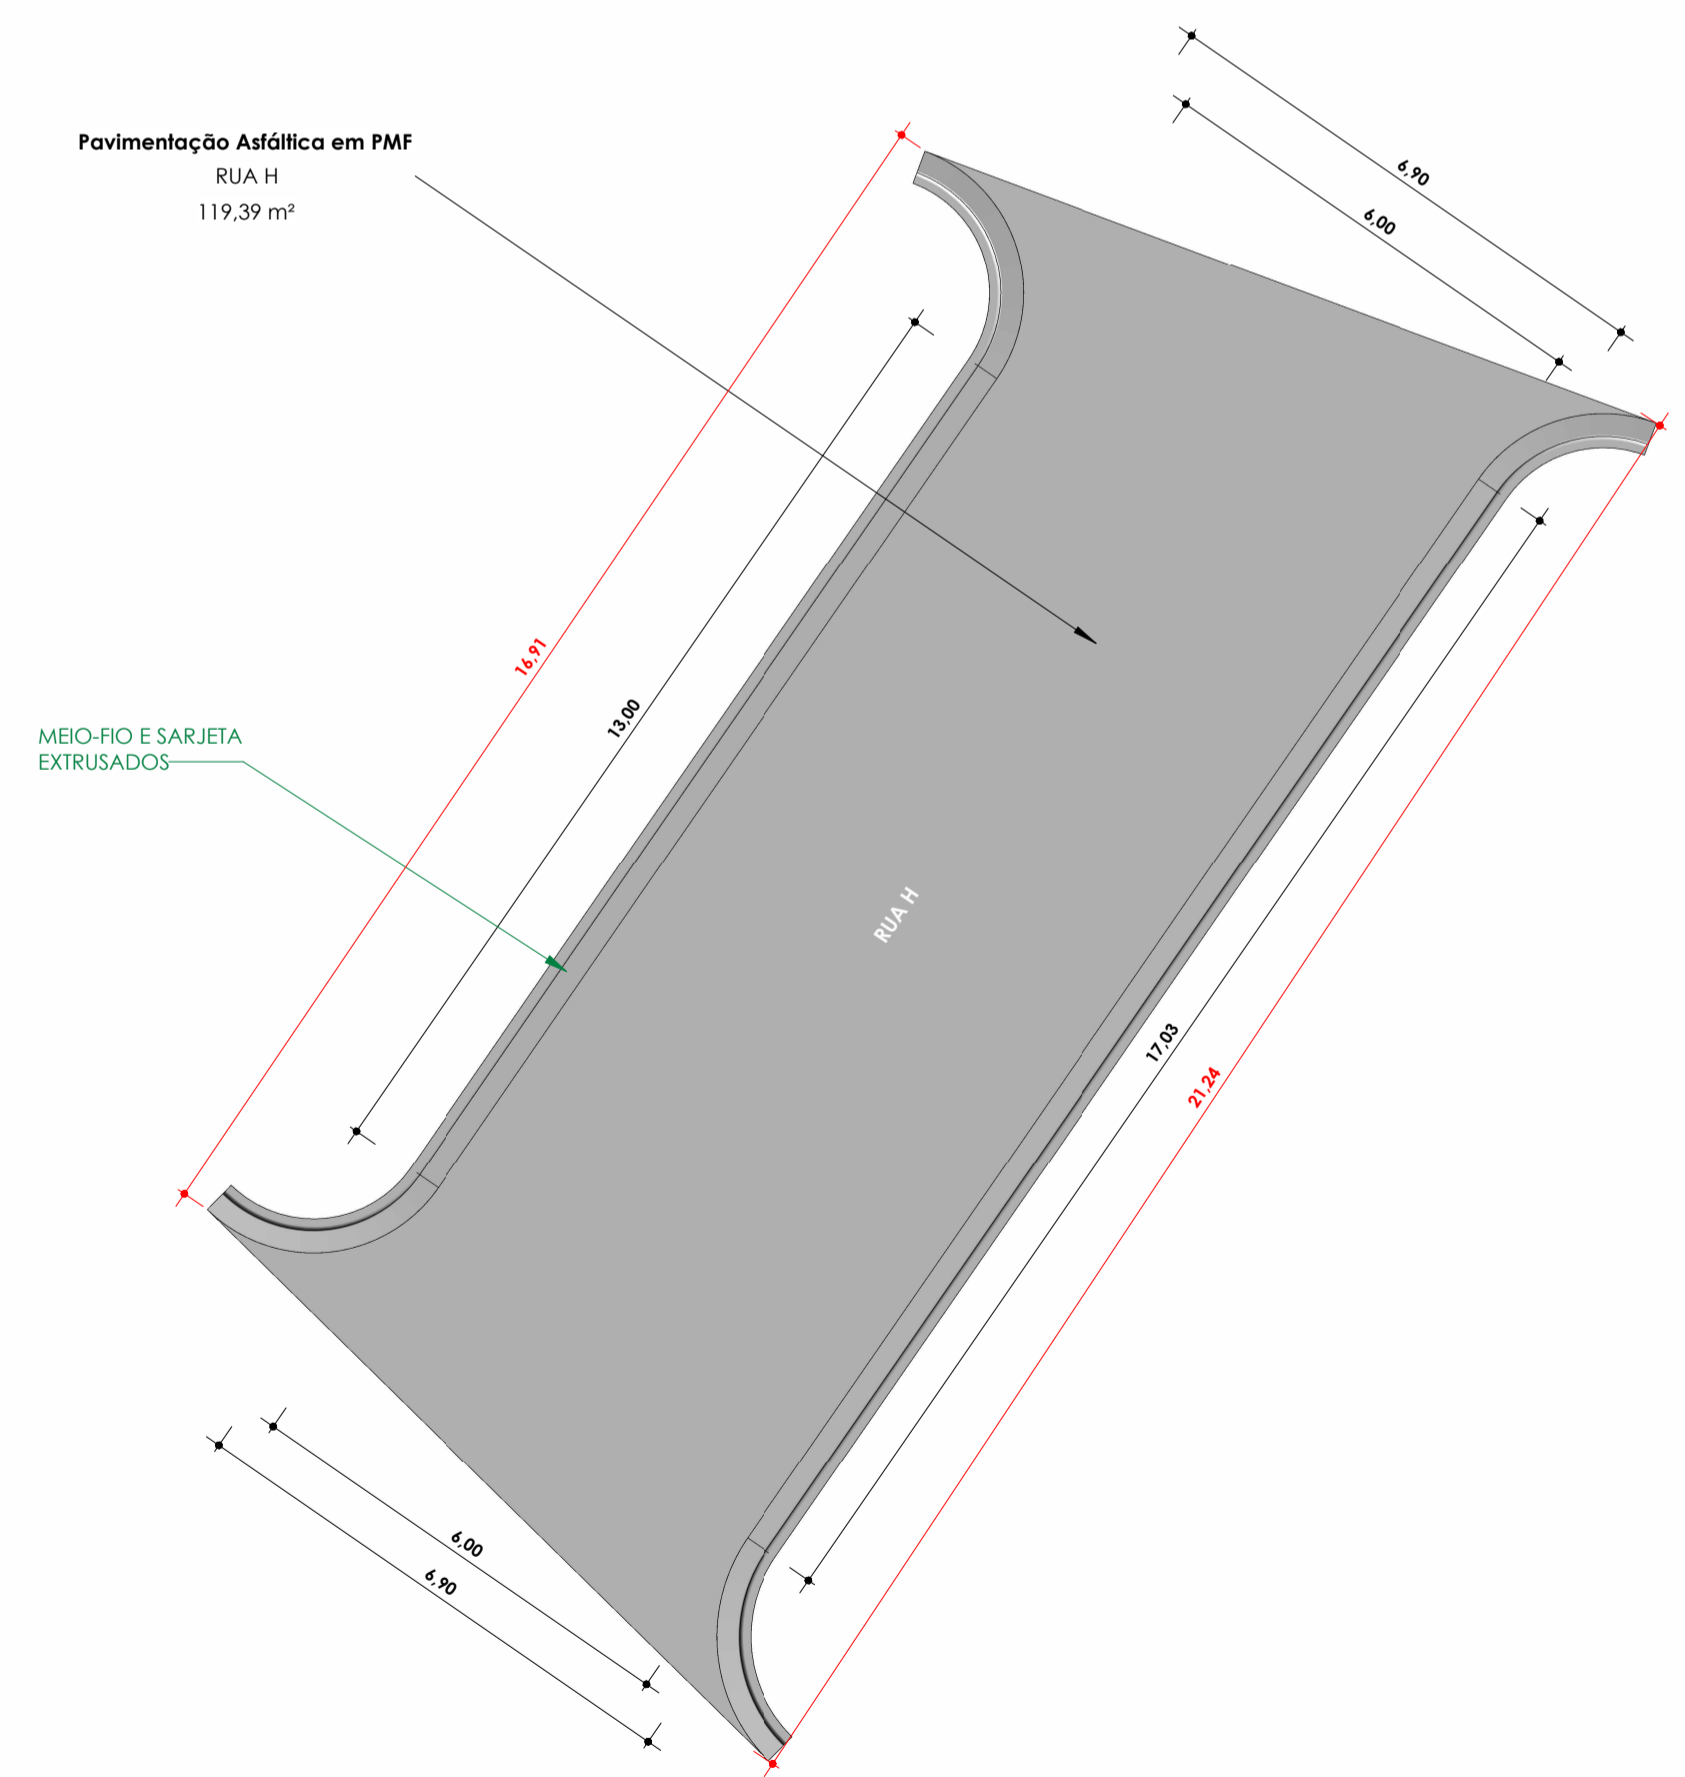 Pavimentação Asfáltica em PMF
RUA H
119,39 m²
6,90
6,00
16,91
13,00
MEIO-FIO E SARJETA
EXTRUSADOS
RUA H
17,03
21,24
6,00
6,90